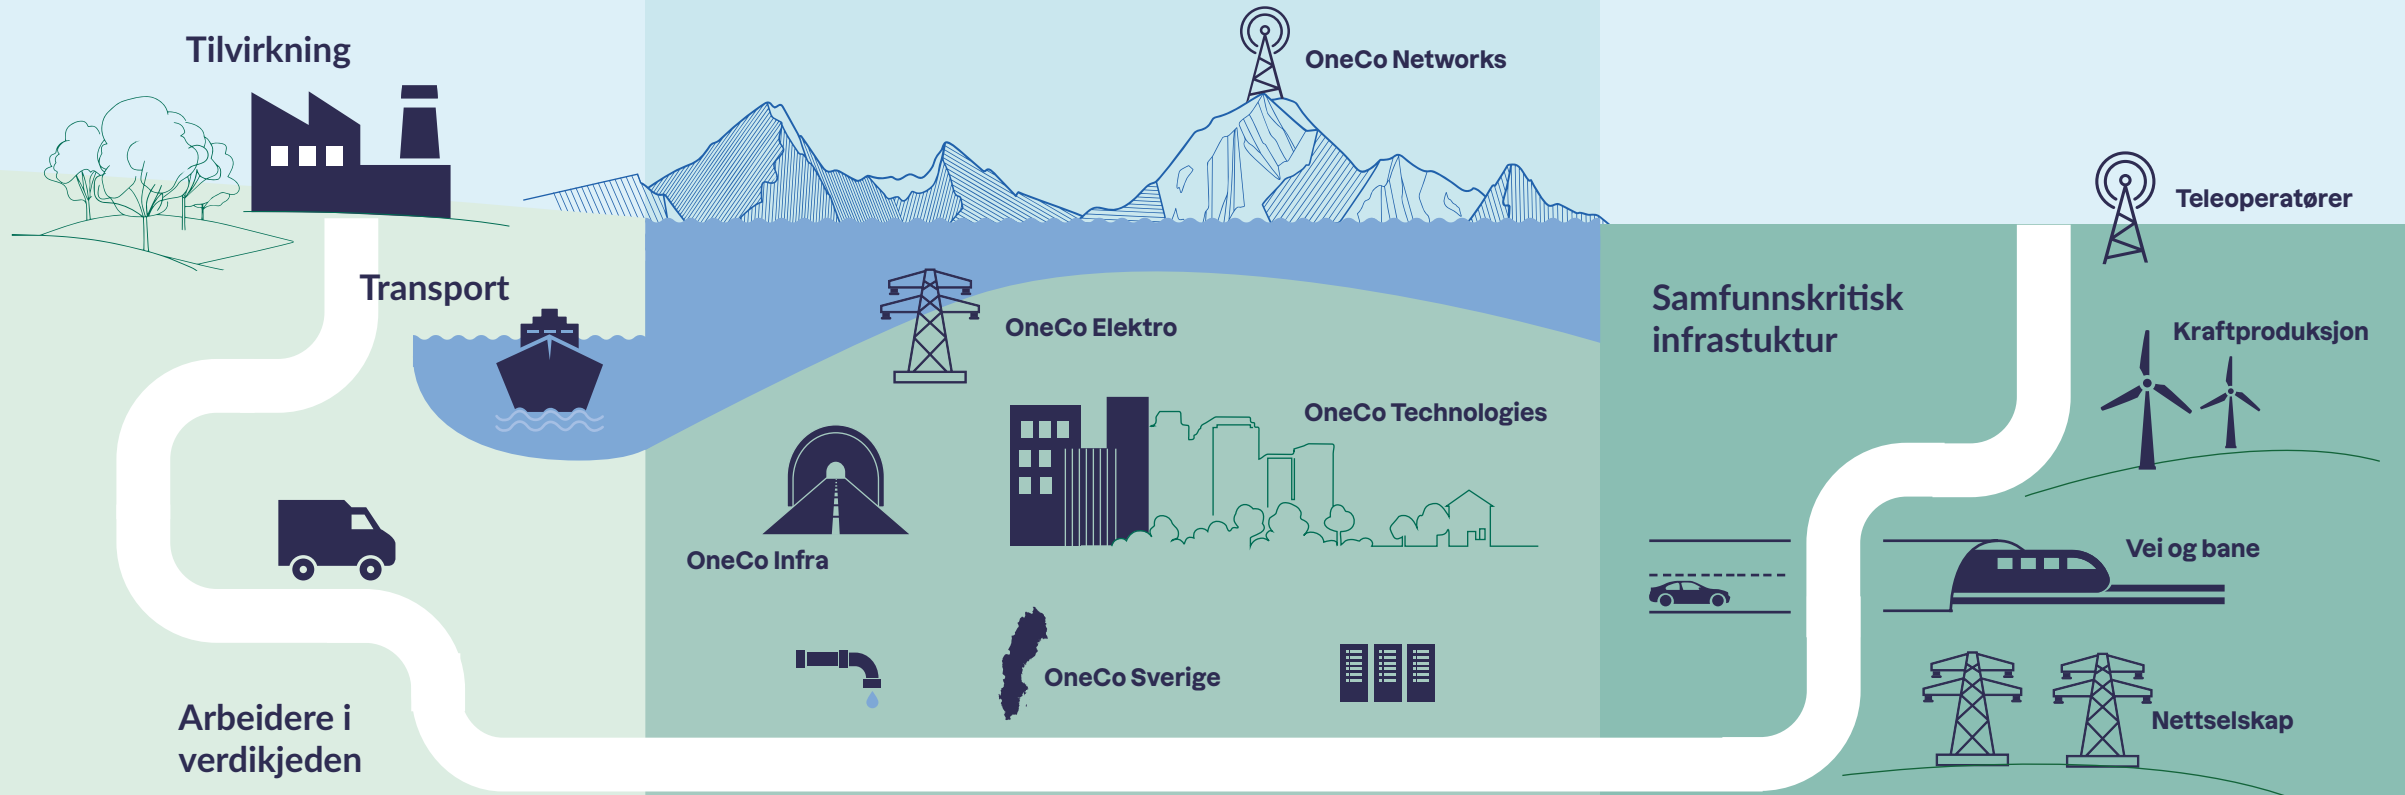 Tilvirkning
Transport
Arbeidere i
verdikjeden
OneCo Networks
OneCo Elektro
OneCo Technologies
OneCo Infra
OneCo Sverige
Samfunnskritisk
infrastuktur
Teleoperatører
Kraftproduksjon
Vei og bane
Nettselskap